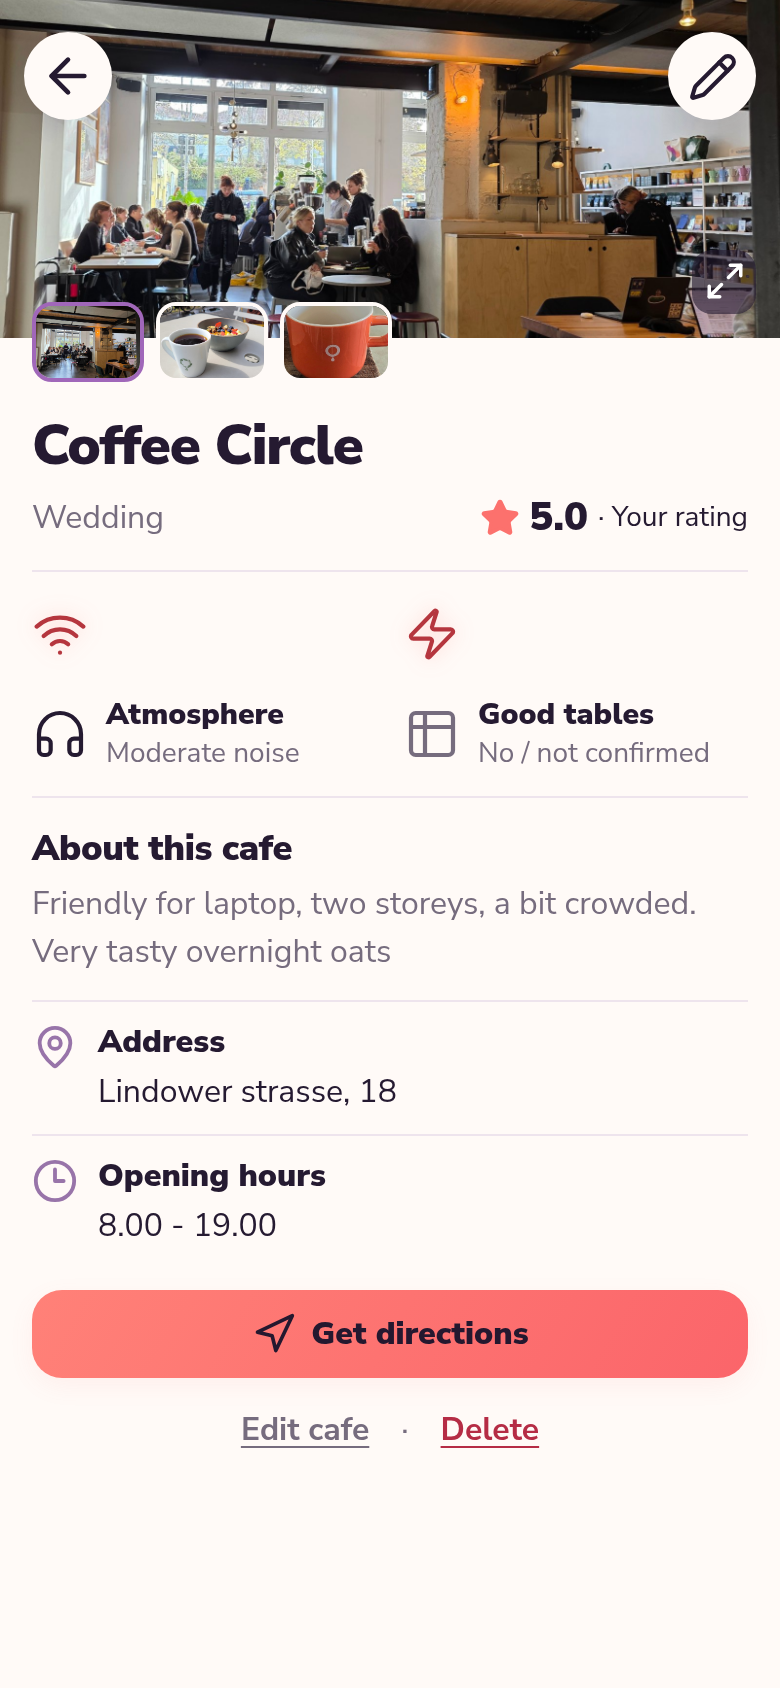 Coffee Circle
Wedding
5.0 · Your rating
Atmosphere
Moderate noise
Good tables
No / not confirmed
About this cafe
Friendly for laptop, two storeys, a bit crowded.
Very tasty overnight oats
Address
Lindower strasse, 18
Opening hours
8.00 - 19.00
Get directions
Edit cafe · Delete